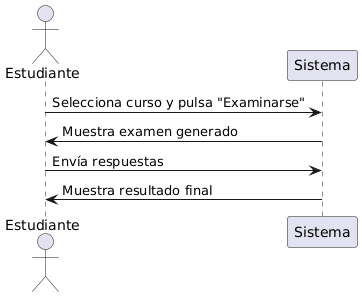 Estudiante
Sistema
Selecciona curso y pulsa "Examinarse"
Muestra examen generado
Envía respuestas
Muestra resultado final
Estudiante
Sistema